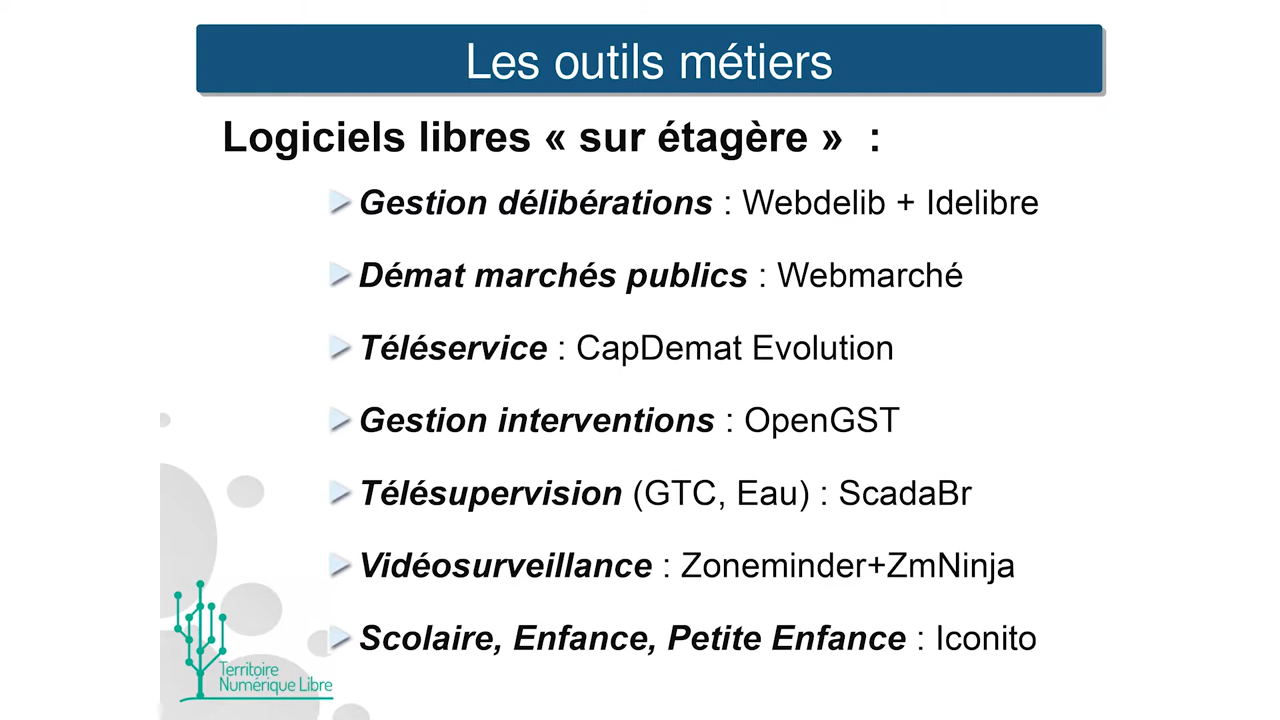 Les outils métiers
Logiciels libres « sur étagère »  :
Gestion délibérations : Webdelib + Idelibre
Démat marchés publics : Webmarché
Téléservice : CapDemat Evolution
Gestion interventions : OpenGST
Télésupervision (GTC, Eau) : ScadaBr
Vidéosurveillance : Zoneminder+ZmNinja
Scolaire, Enfance, Petite Enfance : Iconito
Territoire
Numérique Libre